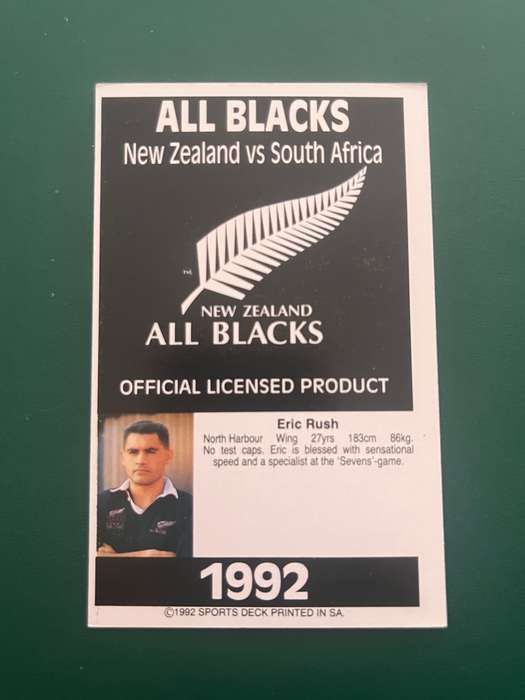 ALL BLACKS
New Zealand vs South Africa
TM
NEW ZEALAND
ALL BLACKS
OFFICIAL LICENSED PRODUCT
Eric Rush
North Harbour Wing 27yrs 183cm 86kg.
No test caps. Eric is blessed with sensational
speed and a specialist at the 'Sevens'-game.
1992
©1992 SPORTS DECK PRINTED IN SA.